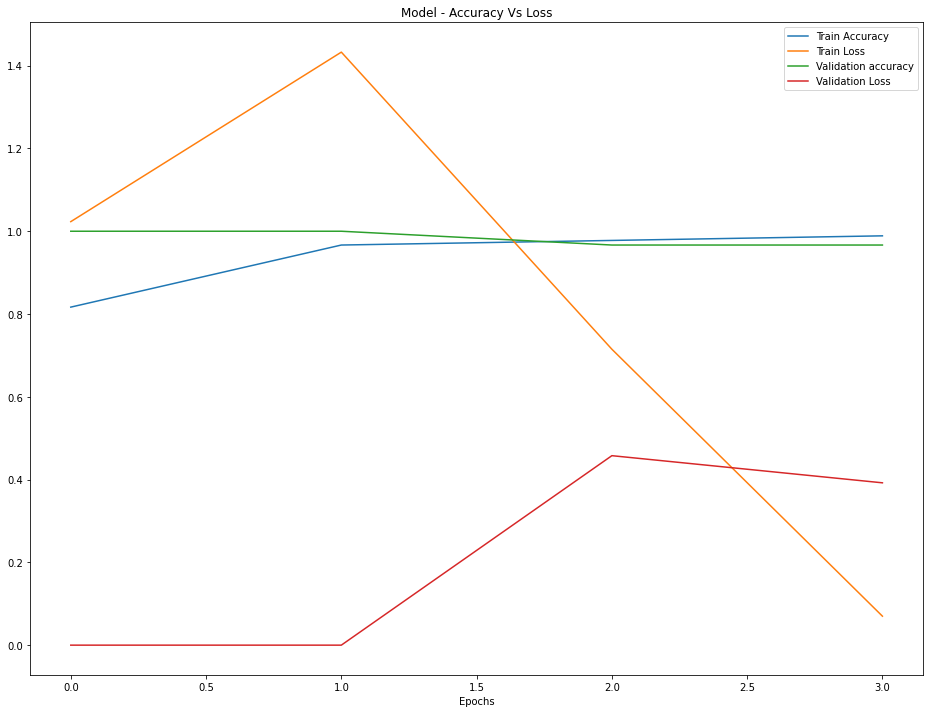 Model - Accuracy Vs Loss
Train Accuracy
Train Loss
Validation accuracy
Validation Loss
1.4
1.2
1.0
0.8
0.6
0.4
0.2
0.0
0.0 0.5 1.0 1.5 2.0 2.5 3.0
Epochs